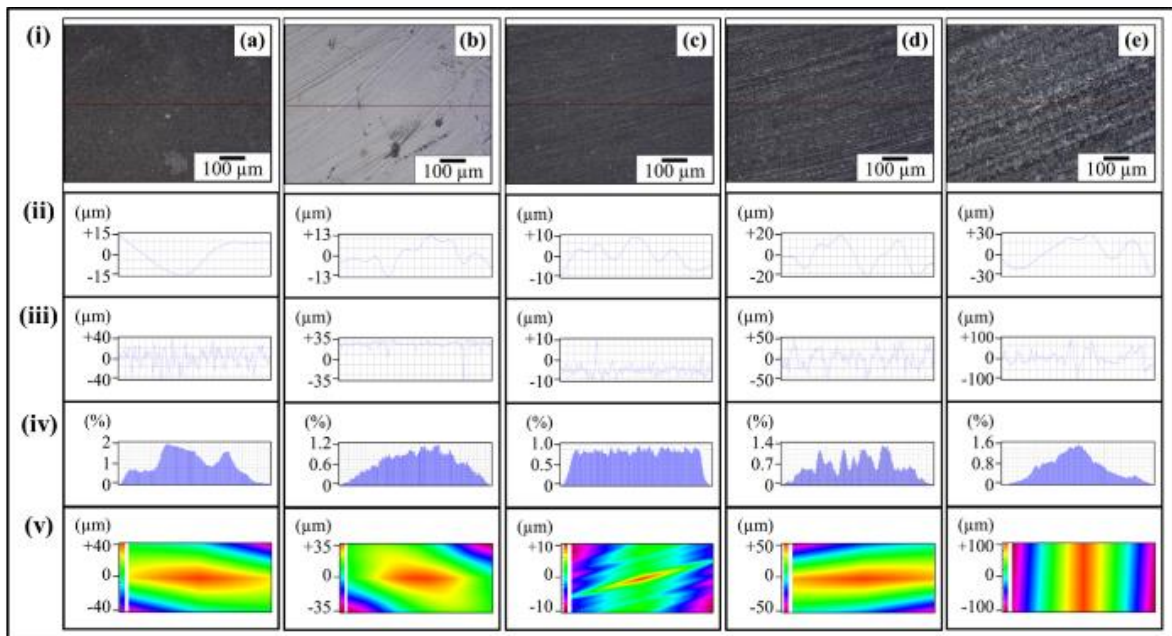 (i) (a) (b) (c) (d) (e)
100 µm 100 µm 100 µm 100 µm 100 µm
(ii) (µm) (µm) (µm) (µm) (µm)
+15 +13 +10 +20 +30
0 0 0 0 0
-15 -13 -10 -20 -30
(iii) (µm) (µm) (µm) (µm) (µm)
+40 +35 +10 +50 +100
0 0 0 0 0
-40 -35 -10 -50 -100
(iv) (%) (%) (%) (%) (%)
2 1.2 1.0 1.4 1.6
1 0.6 0.5 0.7 0.8
0 0 0 0 0
(v) (µm) (µm) (µm) (µm) (µm)
+40 +35 +10 +50 +100
0 0 0 0 0
-40 -35 -10 -50 -100